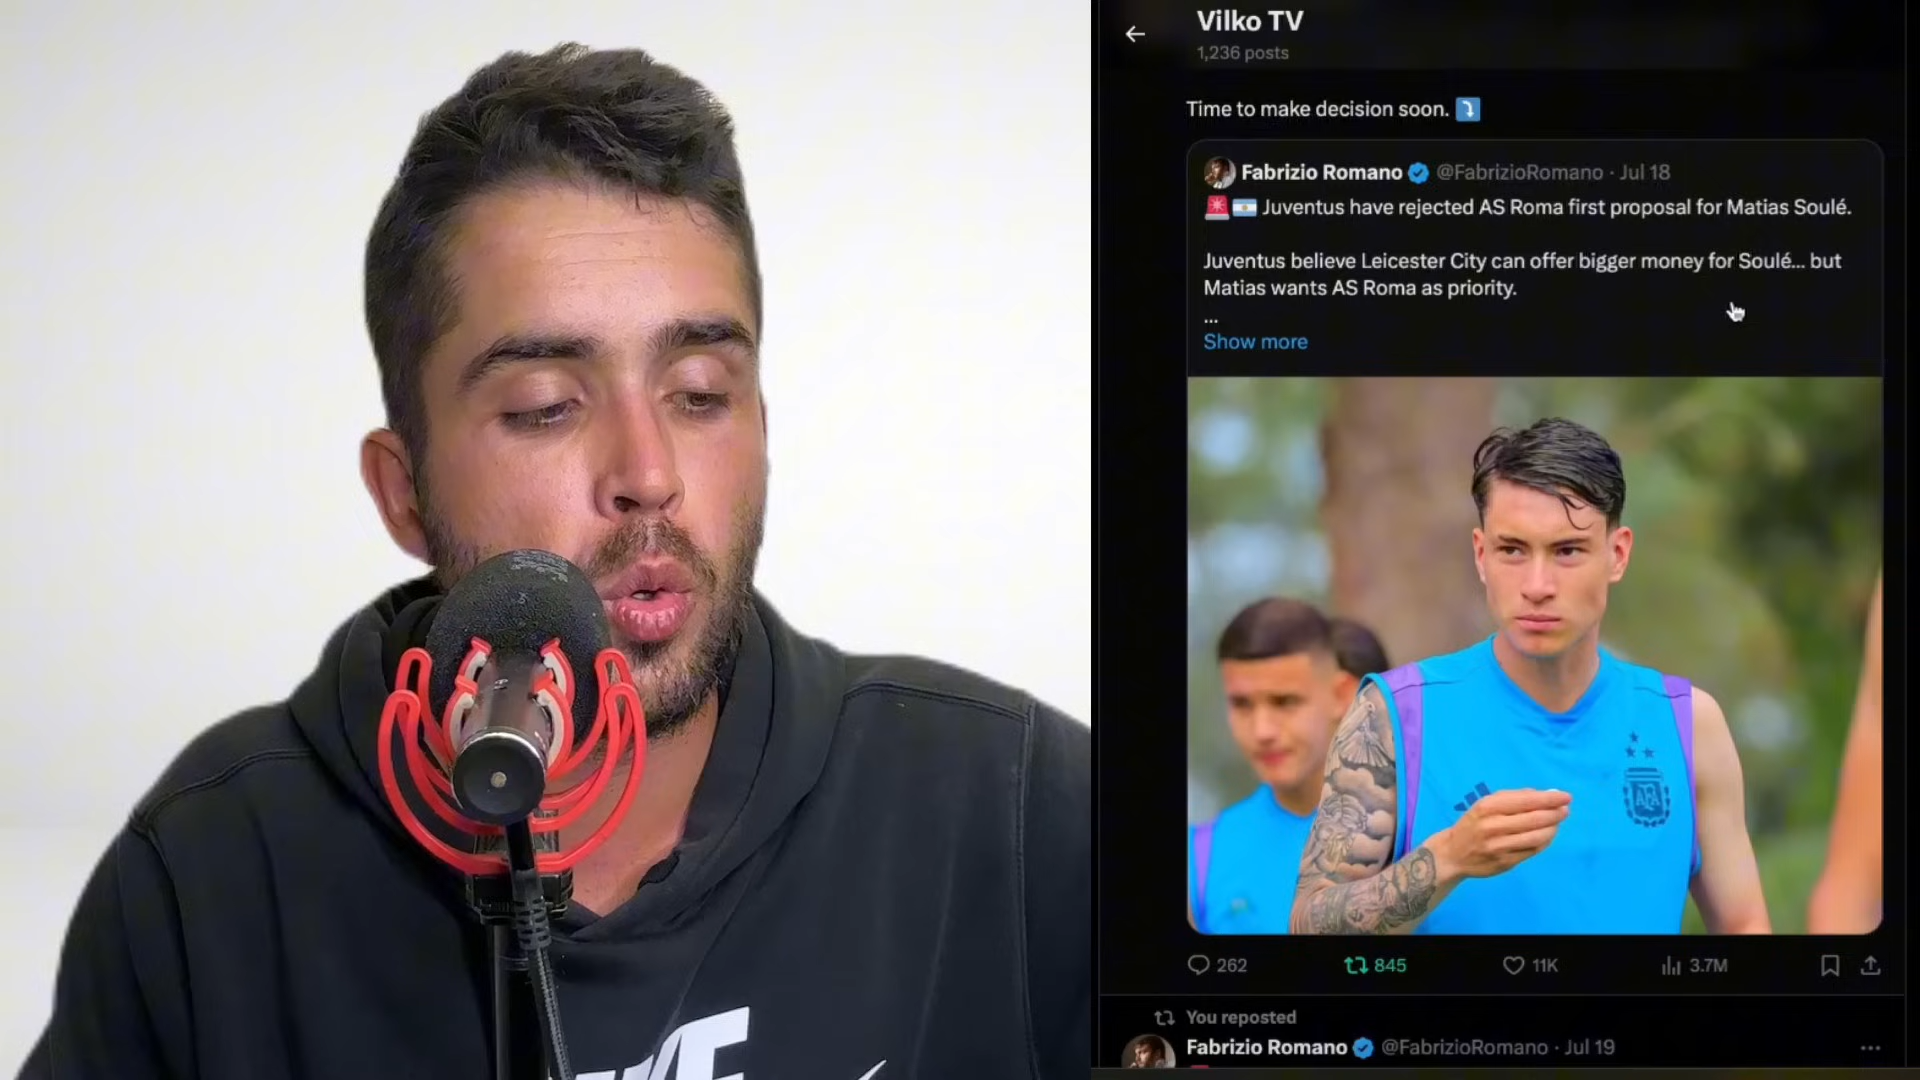 Vilko TV
1,236 posts
Time to make decision soon.
Fabrizio Romano @FabrizioRomano · Jul 18
Juventus have rejected AS Roma first proposal for Matias Soulé.
Juventus believe Leicester City can offer bigger money for Soulé... but
Matias wants AS Roma as priority.
...
Show more
AFA
262 845 11K 3.7M
You reposted
Fabrizio Romano @FabrizioRomano · Jul 19